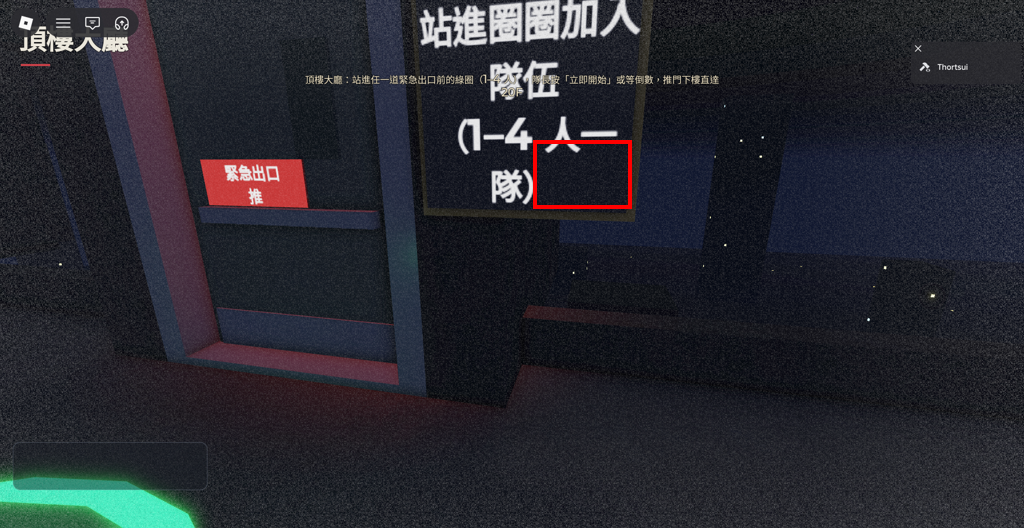 頂樓大廳
站進圈圈加入
隊伍
(1–4 人一
隊)
頂樓大廳：站進任一道緊急出口前的綠圈（1-4 人），隊長按「立即開始」或等倒數，推門下樓直達
20F
Thortsui
緊急出口
推